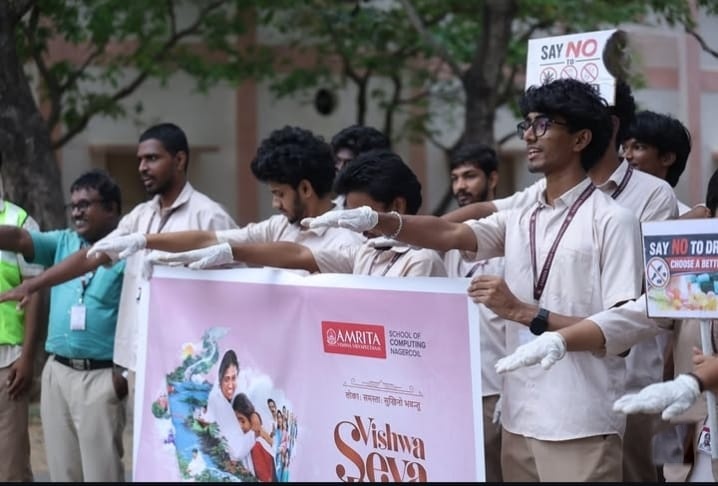 SAY NO
TO
SAY NO TO DR
CHOOSE A BETT
AMRITA
VISHWA VIDYAPEETHAM
SCHOOL OF
COMPUTING
NAGERCOIL
लोकाः समस्ताः सुखिनो भवन्तु
Vishwa
Seva